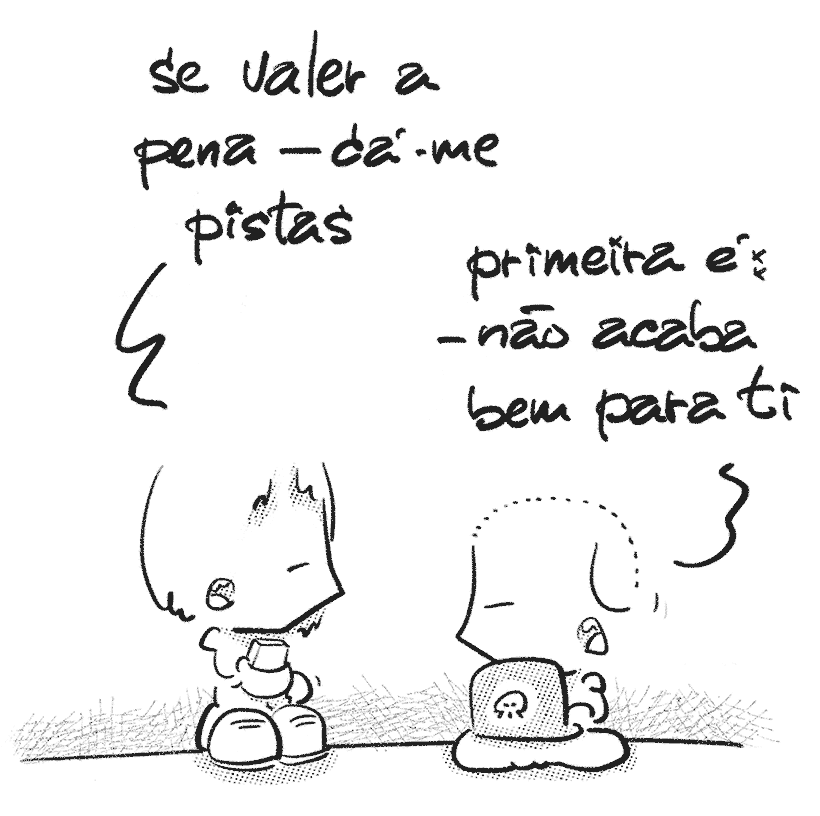 se valer a
pena - dá-me
pistas
primeira é:
- não acaba
bem para ti